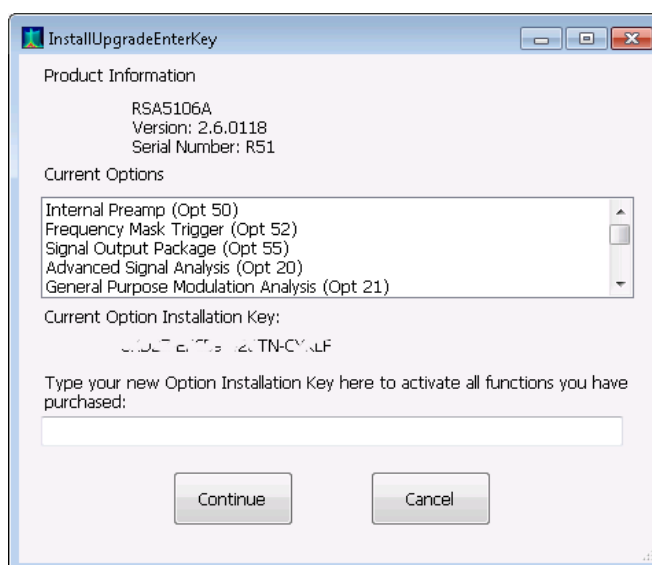 InstallUpgradeEnterKey
Product Information
RSA5106A
Version: 2.6.0118
Serial Number: R51
Current Options
Internal Preamp (Opt 50)
Frequency Mask Trigger (Opt 52)
Signal Output Package (Opt 55)
Advanced Signal Analysis (Opt 20)
General Purpose Modulation Analysis (Opt 21)
Current Option Installation Key:
Type your new Option Installation Key here to activate all functions you have
purchased:
Continue
Cancel